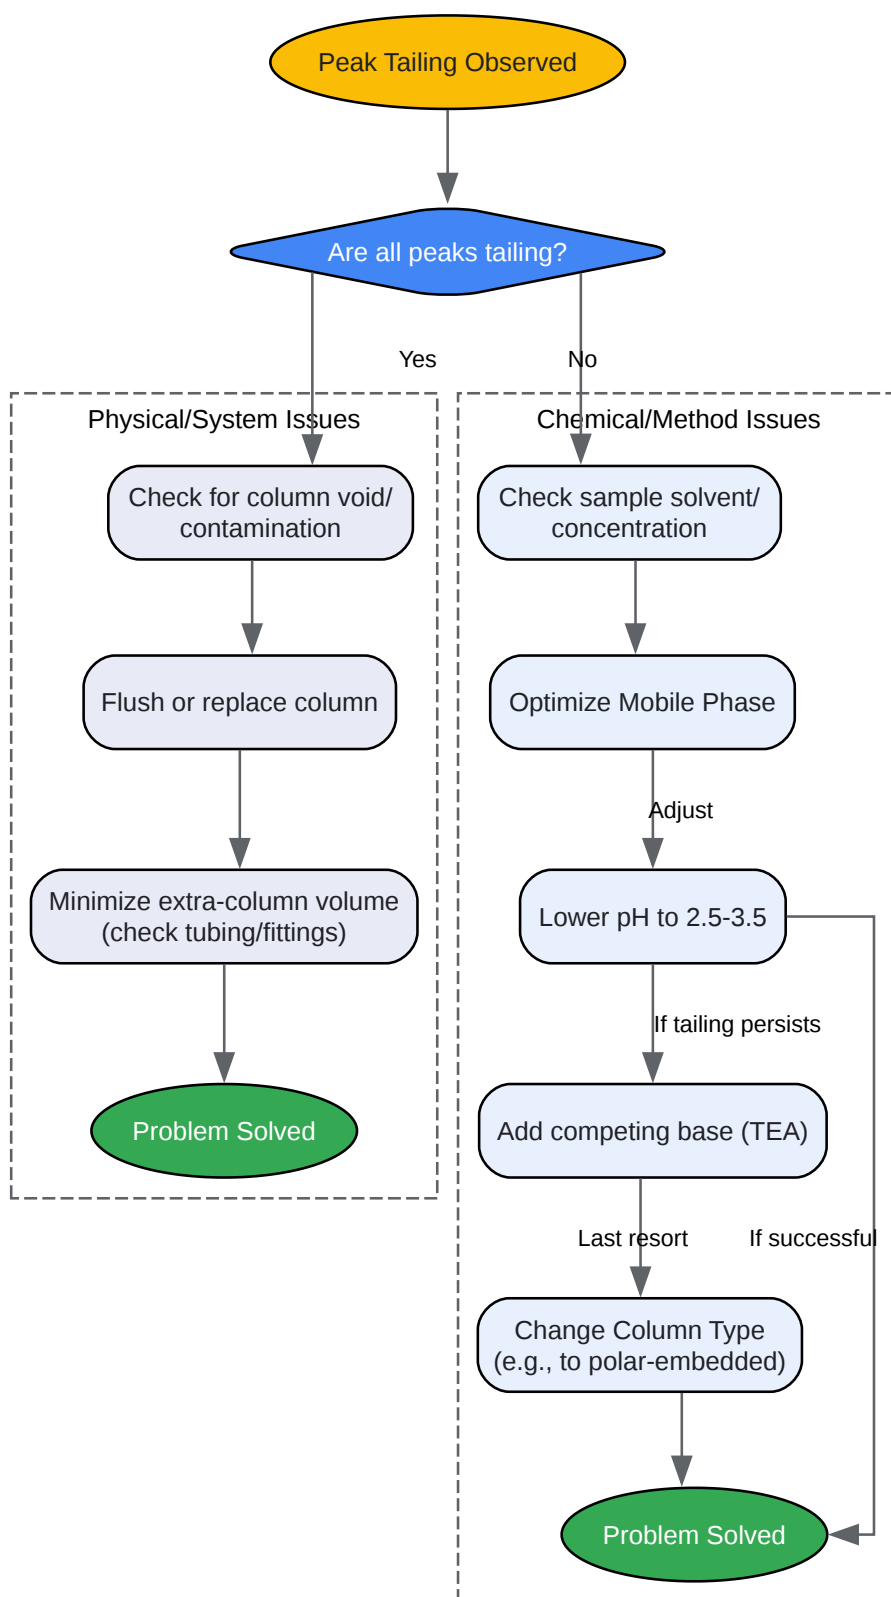 Peak Tailing Observed
Are all peaks tailing?
Yes
No
Physical/System Issues
Check for column void/
contamination
Flush or replace column
Minimize extra-column volume
(check tubing/fittings)
Problem Solved
Chemical/Method Issues
Check sample solvent/
concentration
Optimize Mobile Phase
Adjust
Lower pH to 2.5-3.5
If tailing persists
Add competing base (TEA)
Last resort
If successful
Change Column Type
(e.g., to polar-embedded)
Problem Solved